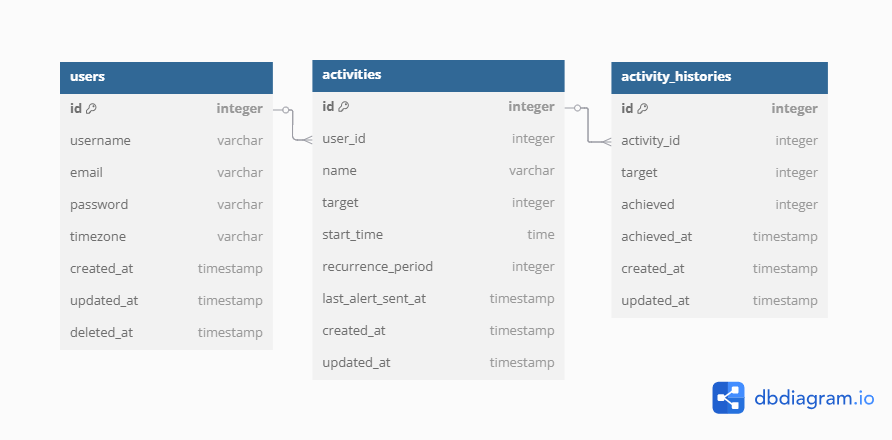 users
id integer
username varchar
email varchar
password varchar
timezone varchar
created_at timestamp
updated_at timestamp
deleted_at timestamp
activities
id integer
user_id integer
name varchar
target integer
start_time time
recurrence_period integer
last_alert_sent_at timestamp
created_at timestamp
updated_at timestamp
activity_histories
id integer
activity_id integer
target integer
achieved integer
achieved_at timestamp
created_at timestamp
updated_at timestamp
dbdiagram.io